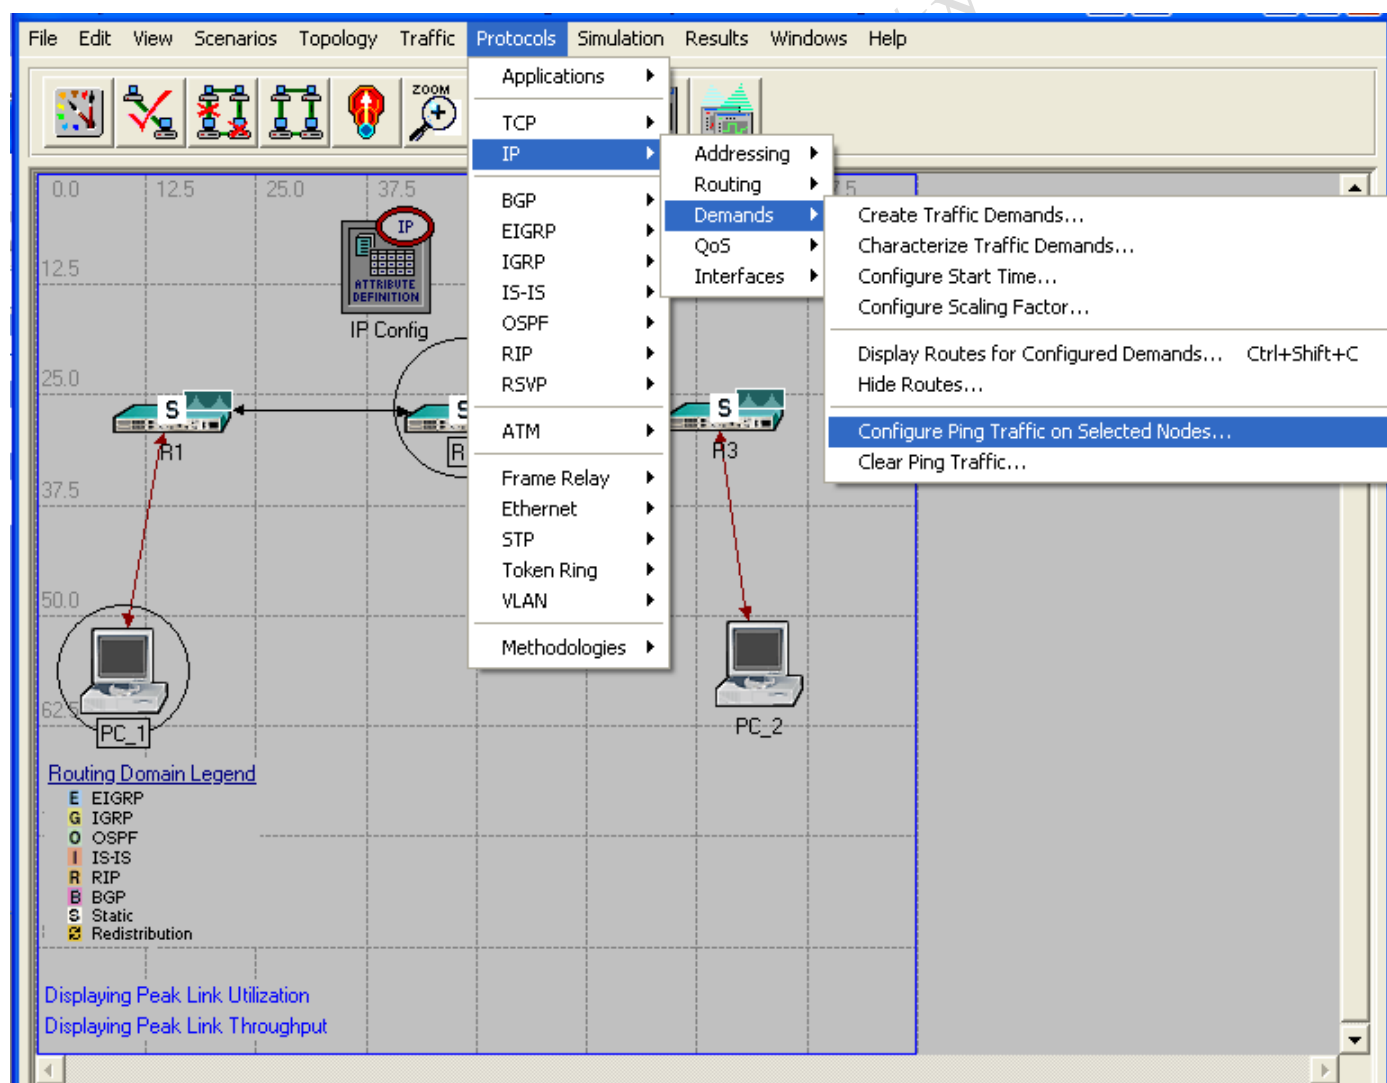 File Edit View Scenarios Topology Traffic Protocols Simulation Results Windows Help
ZOOM
Applications
TCP
IP
BGP
EIGRP
IGRP
IS-IS
OSPF
RIP
RSVP
ATM
Frame Relay
Ethernet
STP
Token Ring
VLAN
Methodologies
Addressing
Routing
Demands
QoS
Interfaces
Create Traffic Demands...
Characterize Traffic Demands...
Configure Start Time...
Configure Scaling Factor...
Display Routes for Configured Demands... Ctrl+Shift+C
Hide Routes...
Configure Ping Traffic on Selected Nodes...
Clear Ping Traffic...
0.0 12.5 25.0 37.5
12.5
25.0
37.5
50.0
62.5
IP
ATTRIBUTE
DEFINITION
IP Config
S S S
R1 R R3
PC_1 PC_2
Routing Domain Legend
E EIGRP
G IGRP
O OSPF
I IS-IS
R RIP
B BGP
S Static
Redistribution
Displaying Peak Link Utilization
Displaying Peak Link Throughput